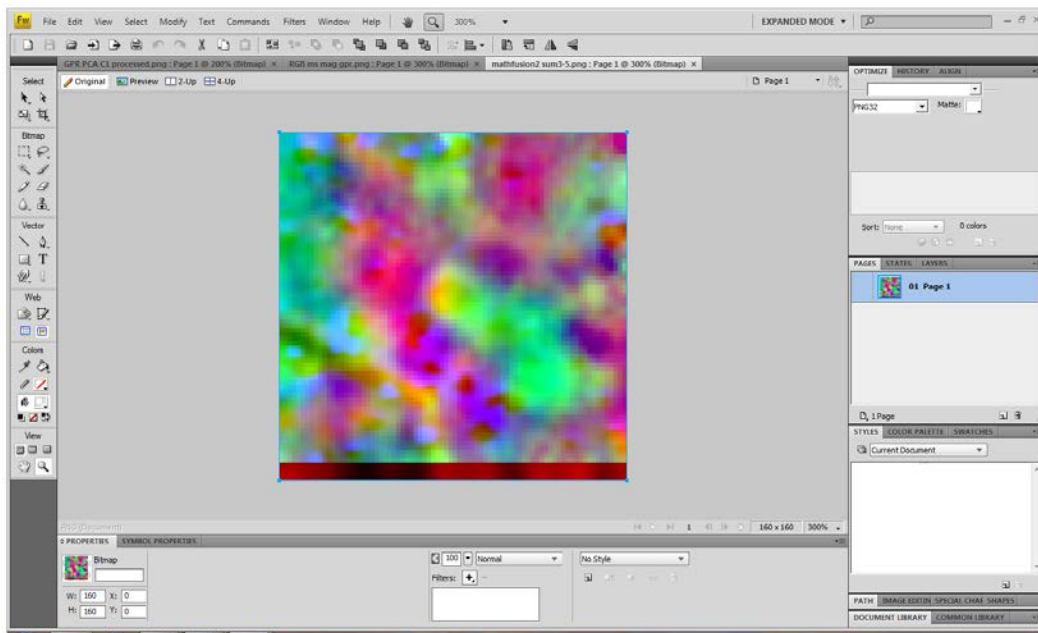 Fw File Edit View Select Modify Text Commands Filters Window Help 300% EXPANDED MODE
GPR PCA C1 processed.png : Page 1 @ 200% (Bitmap) × RGB ms mag gpr.png : Page 1 @ 300% (Bitmap) × mathfusion2 sum3-5.png : Page 1 @ 300% (Bitmap) ×
Original Preview 2-Up 4-Up Page 1
Select
Bitmap
Vector
T
Web
Colors
View
OPTIMIZE HISTORY ALIGN
PNG32 Matte:
Sort: None 0 colors
PAGES STATES LAYERS
01 Page 1
1 Page
STYLES COLOR PALETTE SWATCHES
Current Document
PATH IMAGE EDITIN SPECIAL CHAR SHAPES
DOCUMENT LIBRARY COMMON LIBRARY
1 160 x 160 300%
PROPERTIES SYMBOL PROPERTIES
Bitmap 100 Normal No Style
Filters:
W: 160 X: 0
H: 160 Y: 0